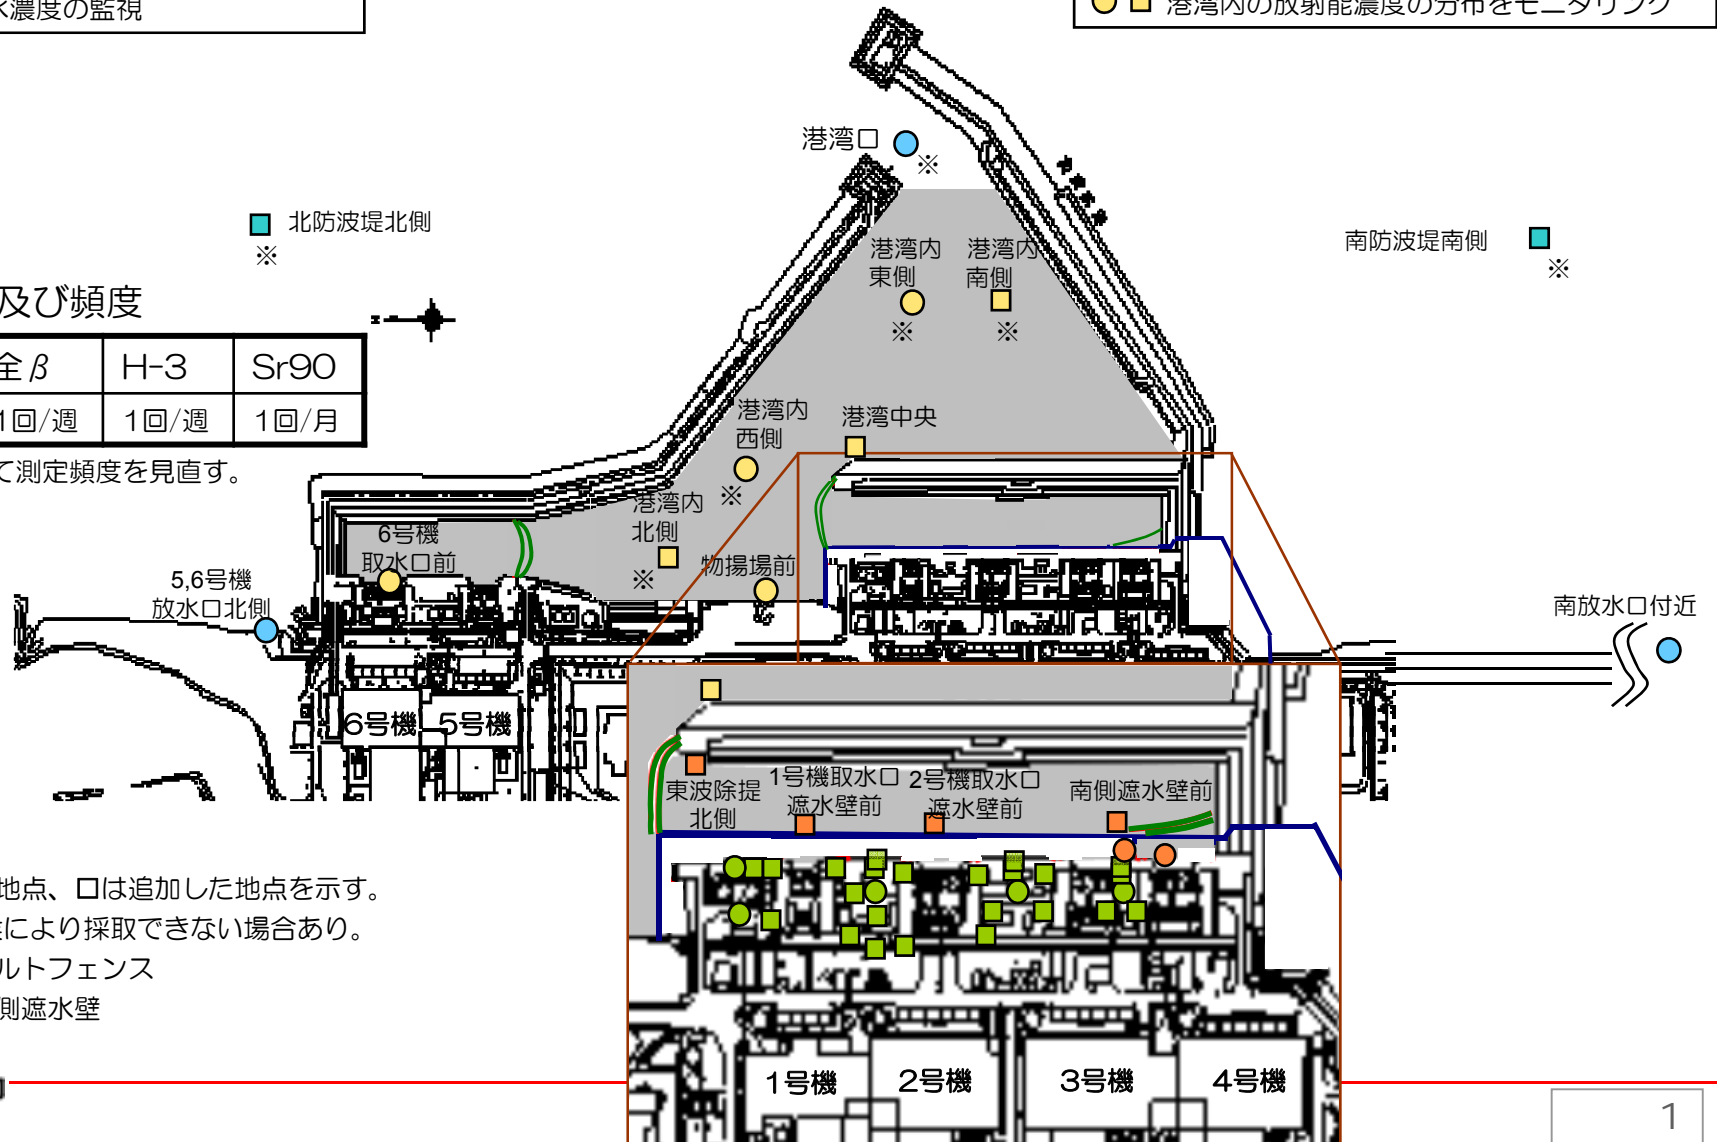 水濃度の監視
港湾内の放射能濃度の分布をモニタリング
港湾口
※
北防波堤北側
※
南防波堤南側
※
港湾内
東側
※
港湾内
南側
※
及び頻度
全β H-3 Sr90
1回/週 1回/週 1回/月
て測定頻度を見直す。
港湾内
西側
※
港湾中央
港湾内
北側
※
物揚場前
6号機
取水口前
5,6号機
放水口北側
南放水口付近
6号機 5号機
東波除堤
北側
1号機取水口
遮水壁前
2号機取水口
遮水壁前
南側遮水壁前
地点、口は追加した地点を示す。
により採取できない場合あり。
ルトフェンス
側遮水壁
1号機 2号機 3号機 4号機
1